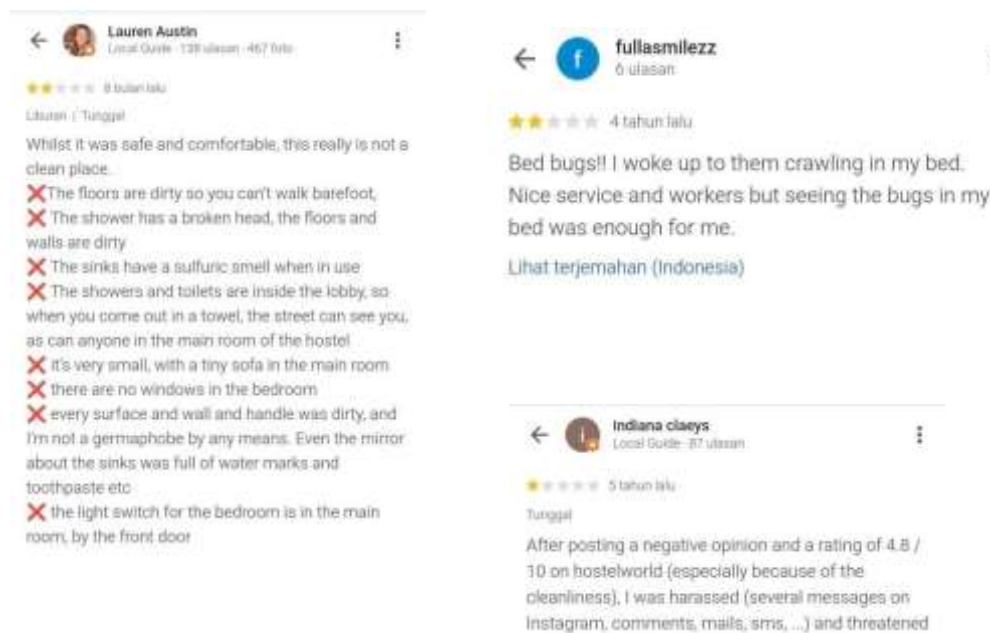 Lauren Austin
Local Guide · 138 ulasan · 467 foto
8 bulan lalu
Liburan | Tunggal
Whilst it was safe and comfortable, this really is not a
clean place.
❌The floors are dirty so you can't walk barefoot,
❌ The shower has a broken head, the floors and
walls are dirty
❌ The sinks have a sulfuric smell when in use
❌ The showers and toilets are inside the lobby, so
when you come out in a towel, the street can see you,
as can anyone in the main room of the hostel
❌ it's very small, with a tiny sofa in the main room
❌ there are no windows in the bedroom
❌ every surface and wall and handle was dirty, and
I'm not a germaphobe by any means. Even the mirror
about the sinks was full of water marks and
toothpaste etc
❌ the light switch for the bedroom is in the main
room, by the front door
f
fullasmilezz
6 ulasan
4 tahun lalu
Bed bugs!! I woke up to them crawling in my bed.
Nice service and workers but seeing the bugs in my
bed was enough for me.
Lihat terjemahan (Indonesia)
i
Indiana claeys
Local Guide · 87 ulasan
5 tahun lalu
Tunggal
After posting a negative opinion and a rating of 4.8 /
10 on hostelworld (especially because of the
cleanliness), I was harassed (several messages on
Instagram, comments, mails, sms, ...) and threatened